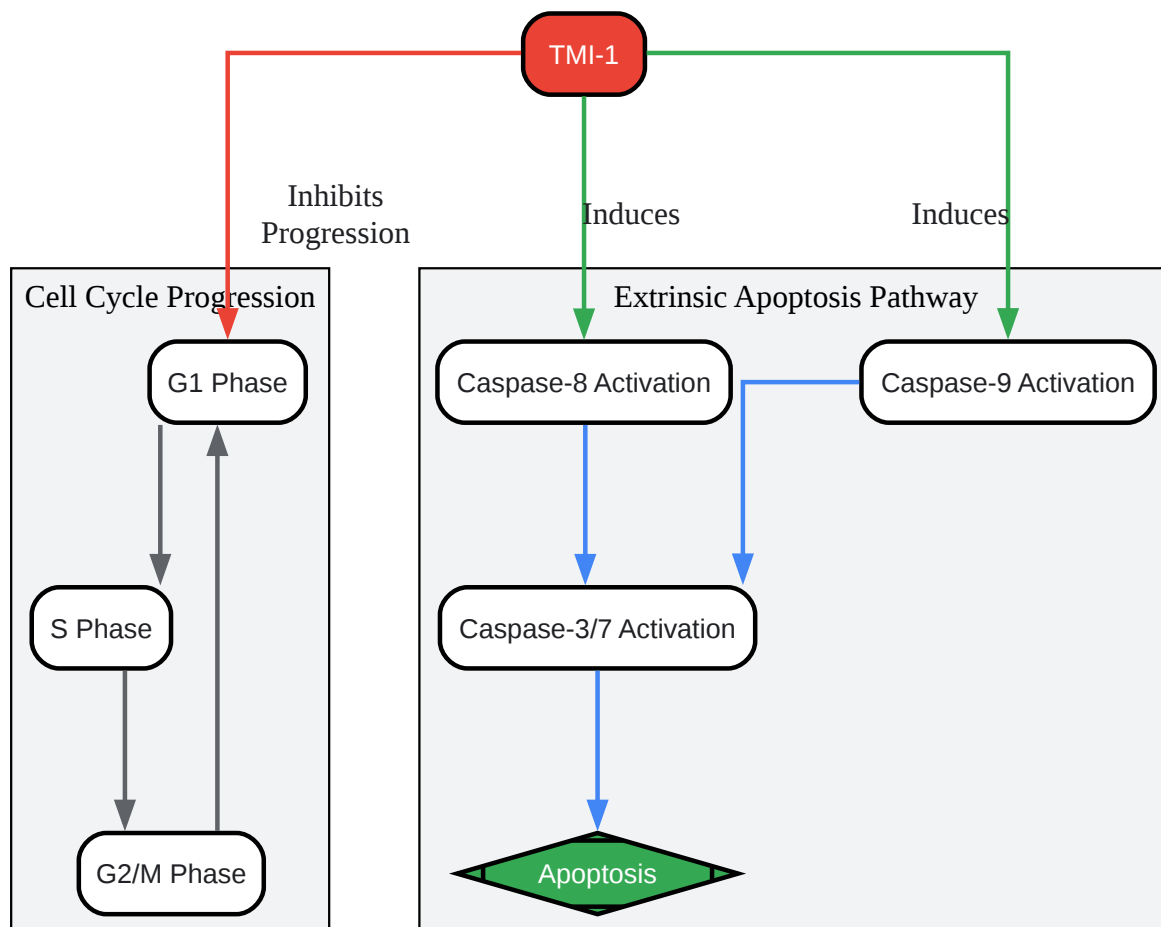 TMI-1
Inhibits
Progression
Induces
Induces
Cell Cycle Progression
Extrinsic Apoptosis Pathway
G1 Phase
Caspase-8 Activation
Caspase-9 Activation
S Phase
Caspase-3/7 Activation
G2/M Phase
Apoptosis